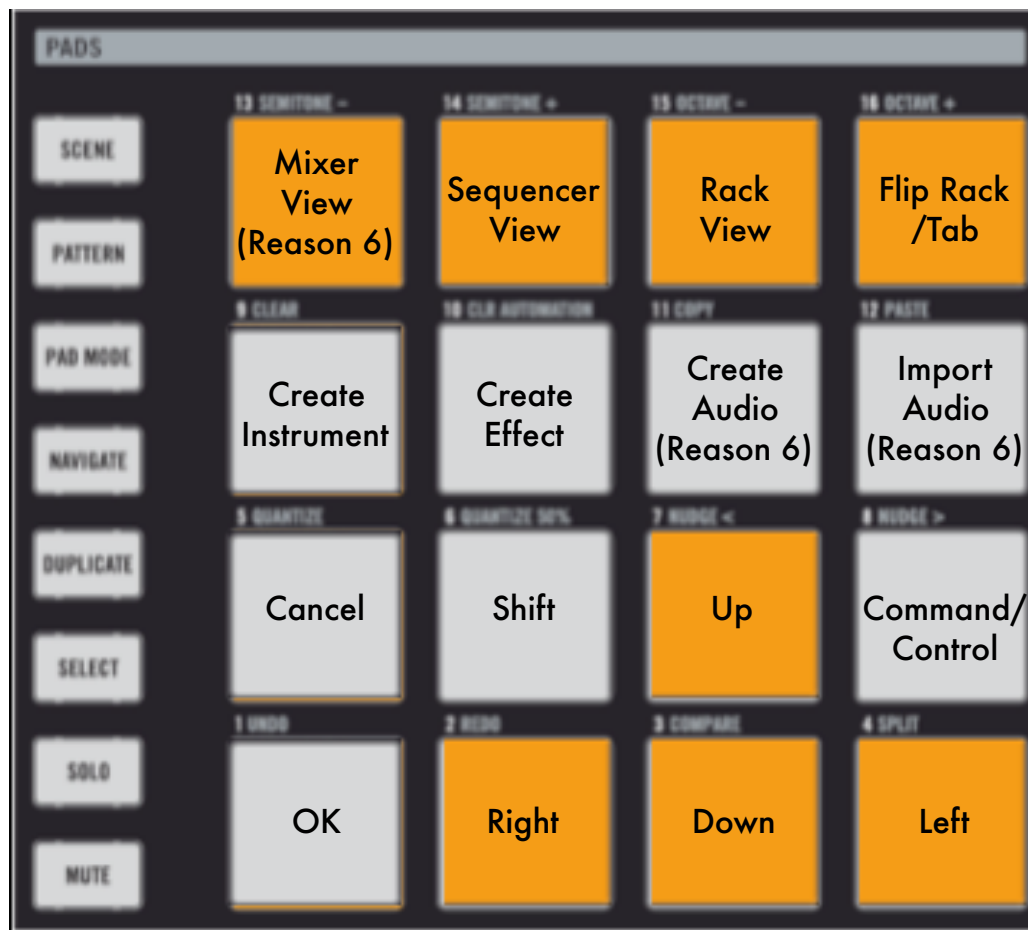 PADS
13 SEMITONE −
14 SEMITONE +
15 OCTAVE −
16 OCTAVE +
SCENE
PATTERN
Mixer
View
(Reason 6)
Sequencer
View
Rack
View
Flip Rack
/Tab
9 CLEAR
10 CLR AUTOMATION
11 COPY
12 PASTE
PAD MODE
NAVIGATE
Create
Instrument
Create
Effect
Create
Audio
(Reason 6)
Import
Audio
(Reason 6)
5 QUANTIZE
6 QUANTIZE 50%
7 NUDGE <
8 NUDGE >
DUPLICATE
SELECT
Cancel
Shift
Up
Command/
Control
1 UNDO
2 REDO
3 COMPARE
4 SPLIT
SOLO
MUTE
OK
Right
Down
Left